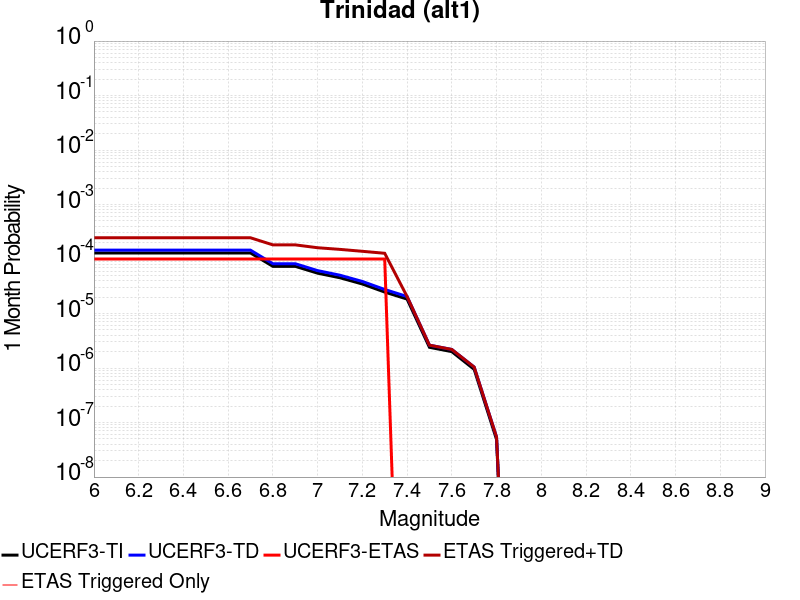 Trinidad (alt1)
10^0
10^-1
10^-2
10^-3
10^-4
10^-5
10^-6
10^-7
10^-8
1 Month Probability
6 6.2 6.4 6.6 6.8 7 7.2 7.4 7.6 7.8 8 8.2 8.4 8.6 8.8 9
Magnitude
UCERF3-TI UCERF3-TD UCERF3-ETAS ETAS Triggered+TD
ETAS Triggered Only